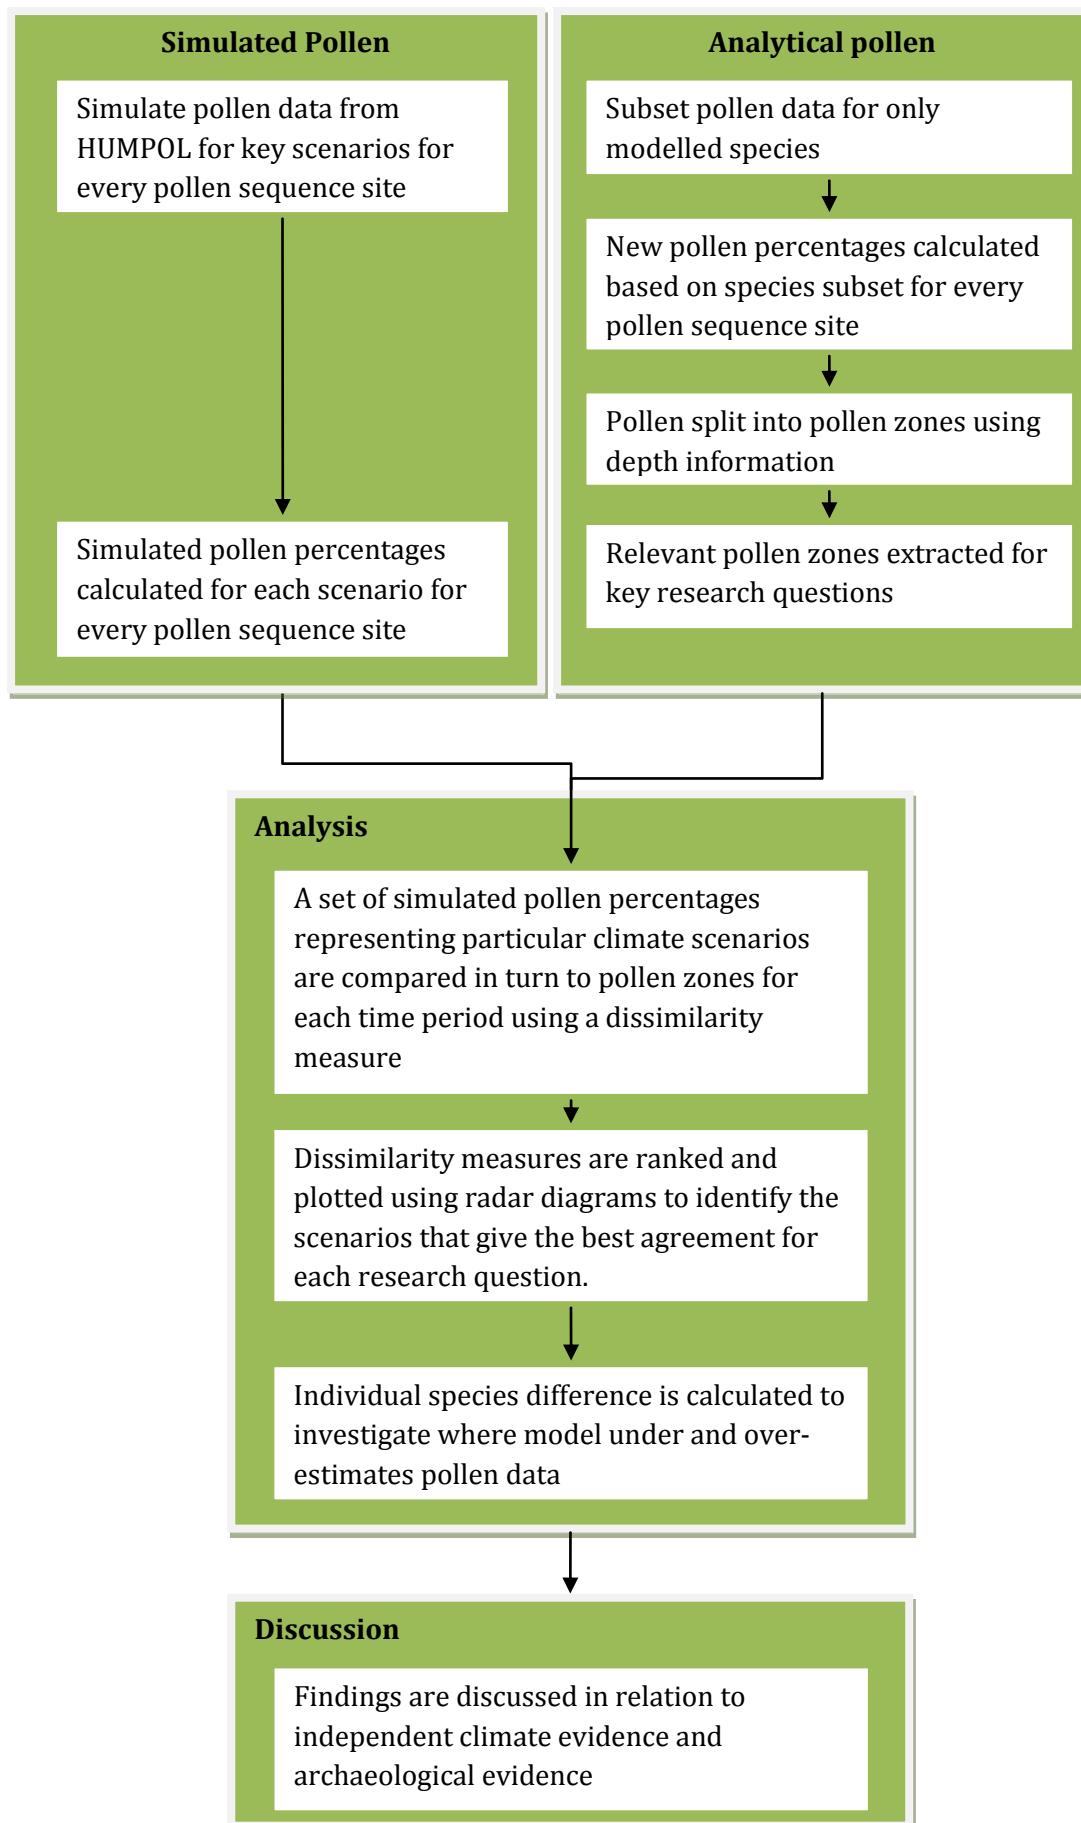 Simulated Pollen
Simulate pollen data from
HUMPOL for key scenarios for
every pollen sequence site
Simulated pollen percentages
calculated for each scenario for
every pollen sequence site
Analytical pollen
Subset pollen data for only
modelled species
New pollen percentages calculated
based on species subset for every
pollen sequence site
Pollen split into pollen zones using
depth information
Relevant pollen zones extracted for
key research questions
Analysis
A set of simulated pollen percentages
representing particular climate scenarios
are compared in turn to pollen zones for
each time period using a dissimilarity
measure
Dissimilarity measures are ranked and
plotted using radar diagrams to identify the
scenarios that give the best agreement for
each research question.
Individual species difference is calculated to
investigate where model under and over-
estimates pollen data
Discussion
Findings are discussed in relation to
independent climate evidence and
archaeological evidence